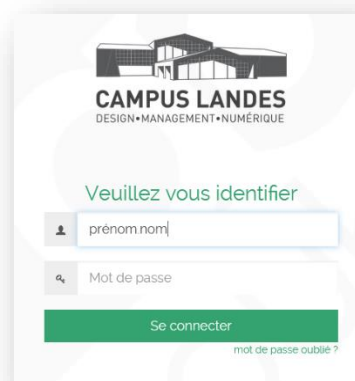 CAMPUS LANDES
DESIGN•MANAGEMENT•NUMÉRIQUE
Veuillez vous identifier
prénom.nom
Mot de passe
Se connecter
mot de passe oublié ?